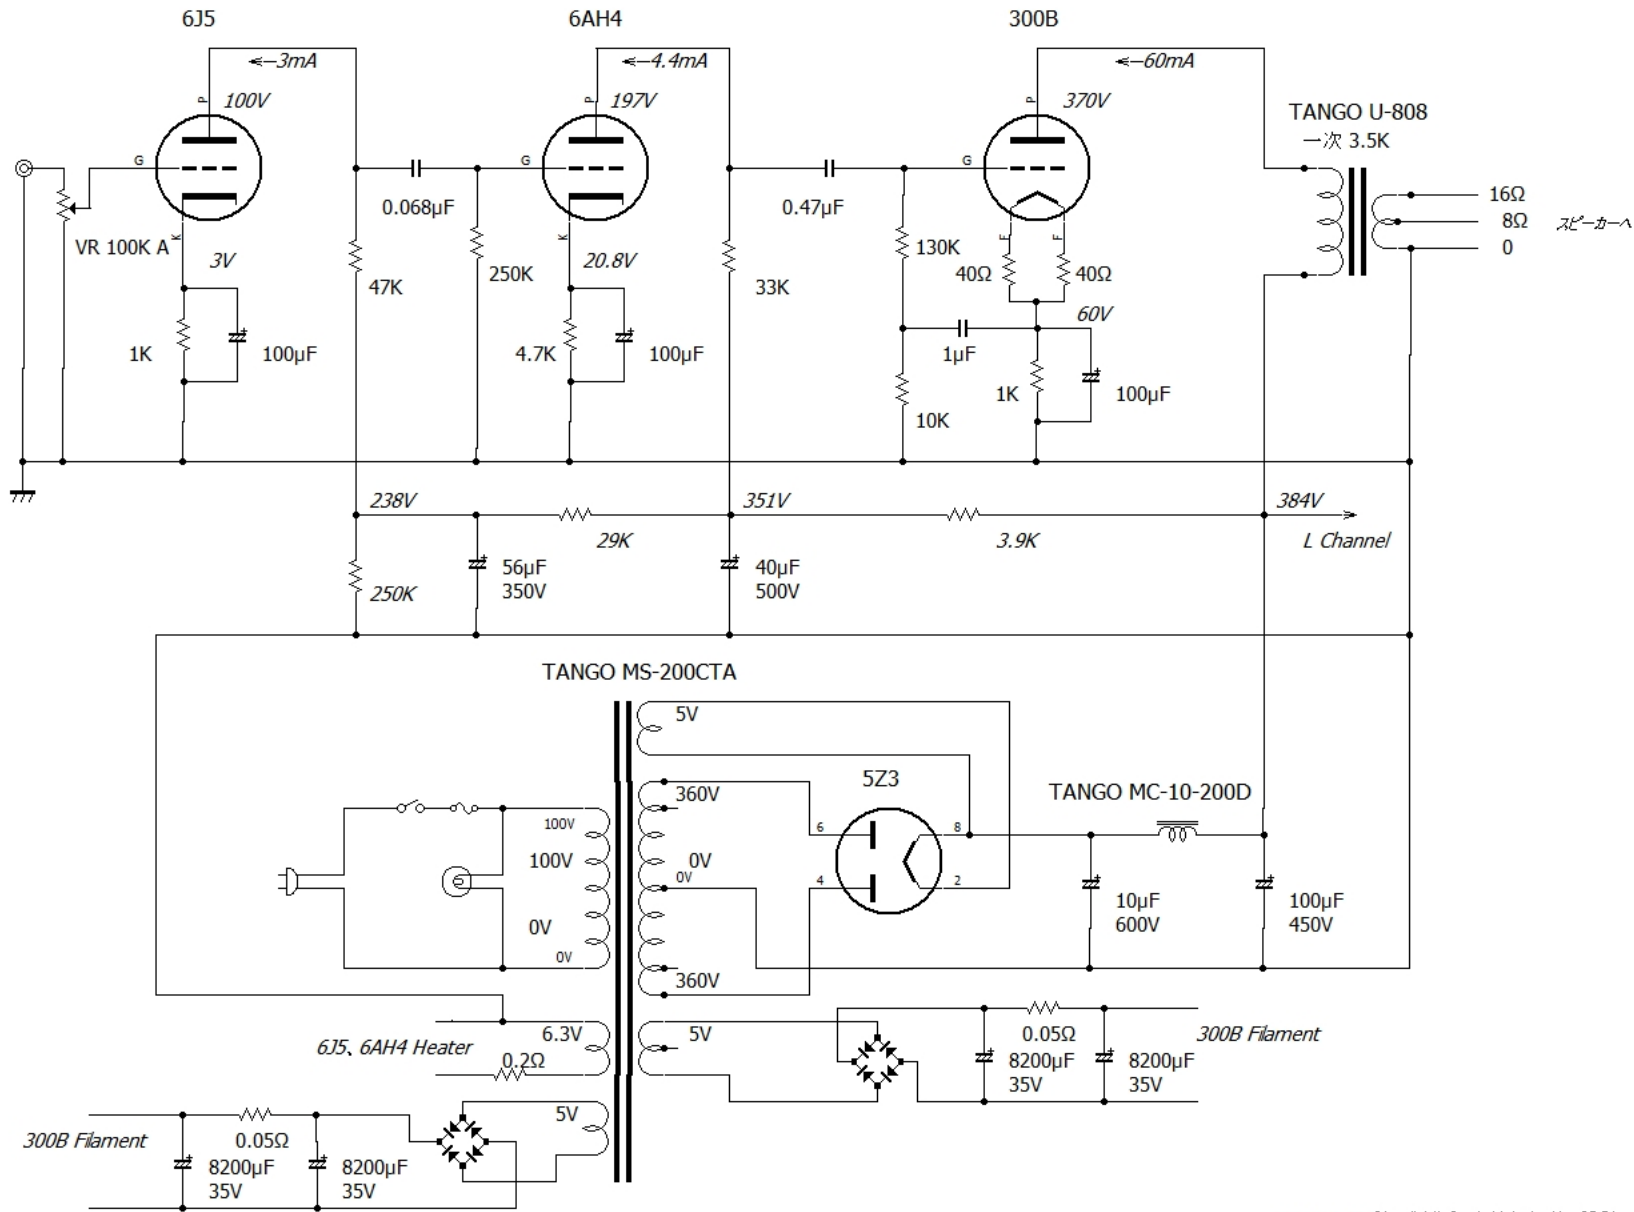 6J5
6AH4
300B
←3mA
←4.4mA
←60mA
P
100V
P
197V
P
370V
TANGO U-808
一次 3.5K
G
G
G
16Ω
8Ω
スピーカーへ
0
0.068μF
0.47μF
VR 100K A
K
3V
K
20.8V
F
F
130K
250K
40Ω
40Ω
47K
33K
60V
1K
100μF
4.7K
100μF
1μF
1K
100μF
10K
238V
351V
384V
29K
3.9K
L Channel
56μF
350V
40μF
500V
250K
TANGO MS-200CTA
5V
5Z3
360V
TANGO MC-10-200D
100V
6
8
100V
0V
0V
4
2
10μF
600V
100μF
450V
0V
0V
360V
6.3V
5V
6J5、6AH4 Heater
0.2Ω
0.05Ω
300B Filament
8200μF
35V
8200μF
35V
5V
300B Filament
0.05Ω
8200μF
35V
8200μF
35V